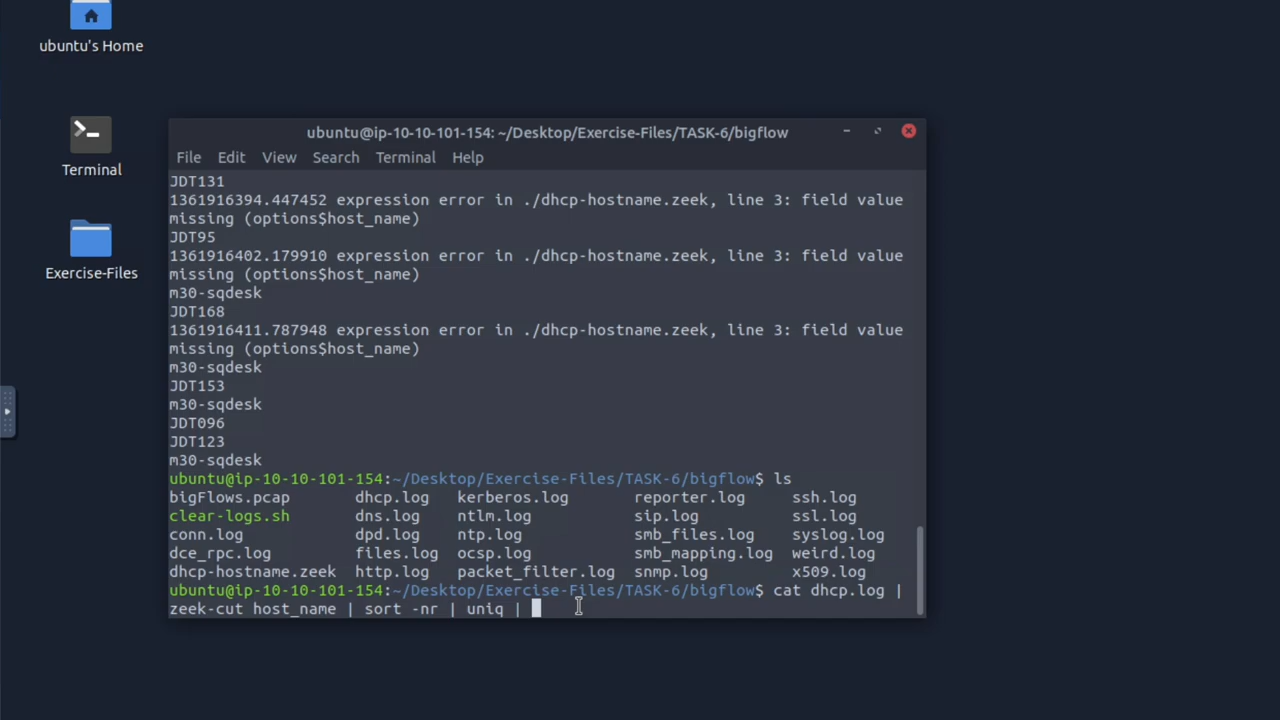 ubuntu's Home
Terminal
Exercise-Files
ubuntu@ip-10-10-101-154: ~/Desktop/Exercise-Files/TASK-6/bigflow
File Edit View Search Terminal Help
JDT131
1361916394.447452 expression error in ./dhcp-hostname.zeek, line 3: field value
missing (options$host_name)
JDT95
1361916402.179910 expression error in ./dhcp-hostname.zeek, line 3: field value
missing (options$host_name)
m30-sqdesk
JDT168
1361916411.787948 expression error in ./dhcp-hostname.zeek, line 3: field value
missing (options$host_name)
m30-sqdesk
JDT153
m30-sqdesk
JDT096
JDT123
m30-sqdesk
ubuntu@ip-10-10-101-154:~/Desktop/Exercise-Files/TASK-6/bigflow$ ls
bigFlows.pcap dhcp.log kerberos.log reporter.log ssh.log
clear-logs.sh dns.log ntlm.log sip.log ssl.log
conn.log dpd.log ntp.log smb_files.log syslog.log
dce_rpc.log files.log ocsp.log smb_mapping.log weird.log
dhcp-hostname.zeek http.log packet_filter.log snmp.log x509.log
ubuntu@ip-10-10-101-154:~/Desktop/Exercise-Files/TASK-6/bigflow$ cat dhcp.log |
zeek-cut host_name | sort -nr | uniq |